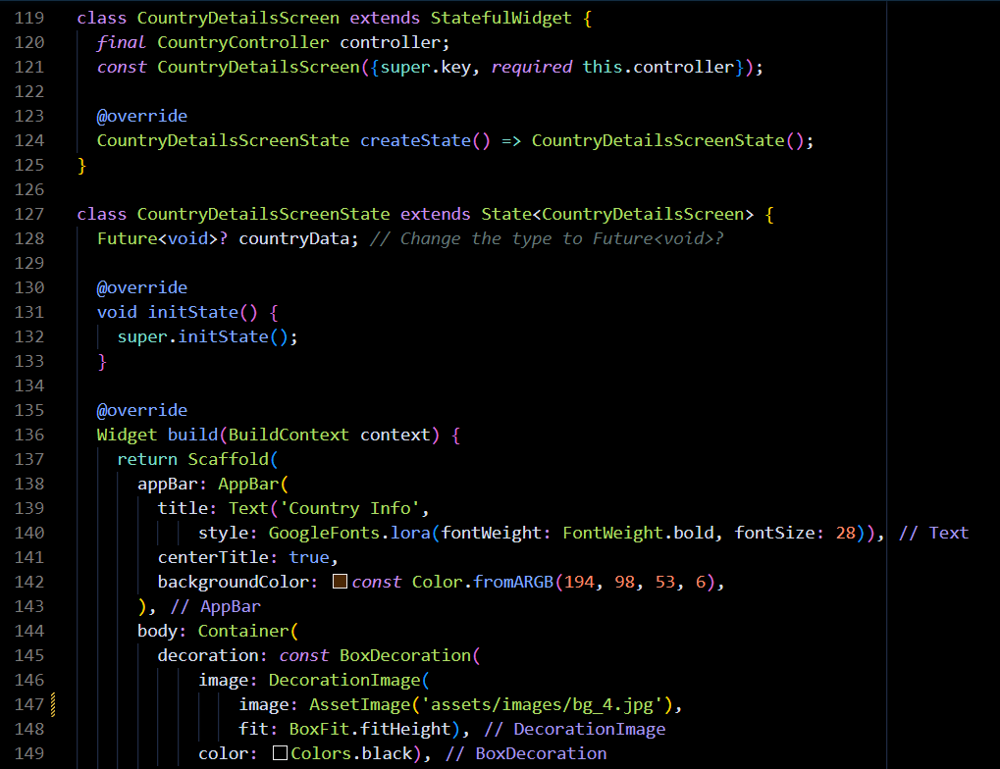 119 class CountryDetailsScreen extends StatefulWidget {
120   final CountryController controller;
121   const CountryDetailsScreen({super.key, required this.controller});
122
123   @override
124   CountryDetailsScreenState createState() => CountryDetailsScreenState();
125 }
126
127 class CountryDetailsScreenState extends State<CountryDetailsScreen> {
128   Future<void>? countryData; // Change the type to Future<void>?
129
130   @override
131   void initState() {
132     super.initState();
133   }
134
135   @override
136   Widget build(BuildContext context) {
137     return Scaffold(
138       appBar: AppBar(
139         title: Text('Country Info',
140             style: GoogleFonts.lora(fontWeight: FontWeight.bold, fontSize: 28)), // Text
141         centerTitle: true,
142         backgroundColor: const Color.fromARGB(194, 98, 53, 6),
143       ), // AppBar
144       body: Container(
145         decoration: const BoxDecoration(
146             image: DecorationImage(
147                 image: AssetImage('assets/images/bg_4.jpg'),
148                 fit: BoxFit.fitHeight), // DecorationImage
149             color: Colors.black), // BoxDecoration